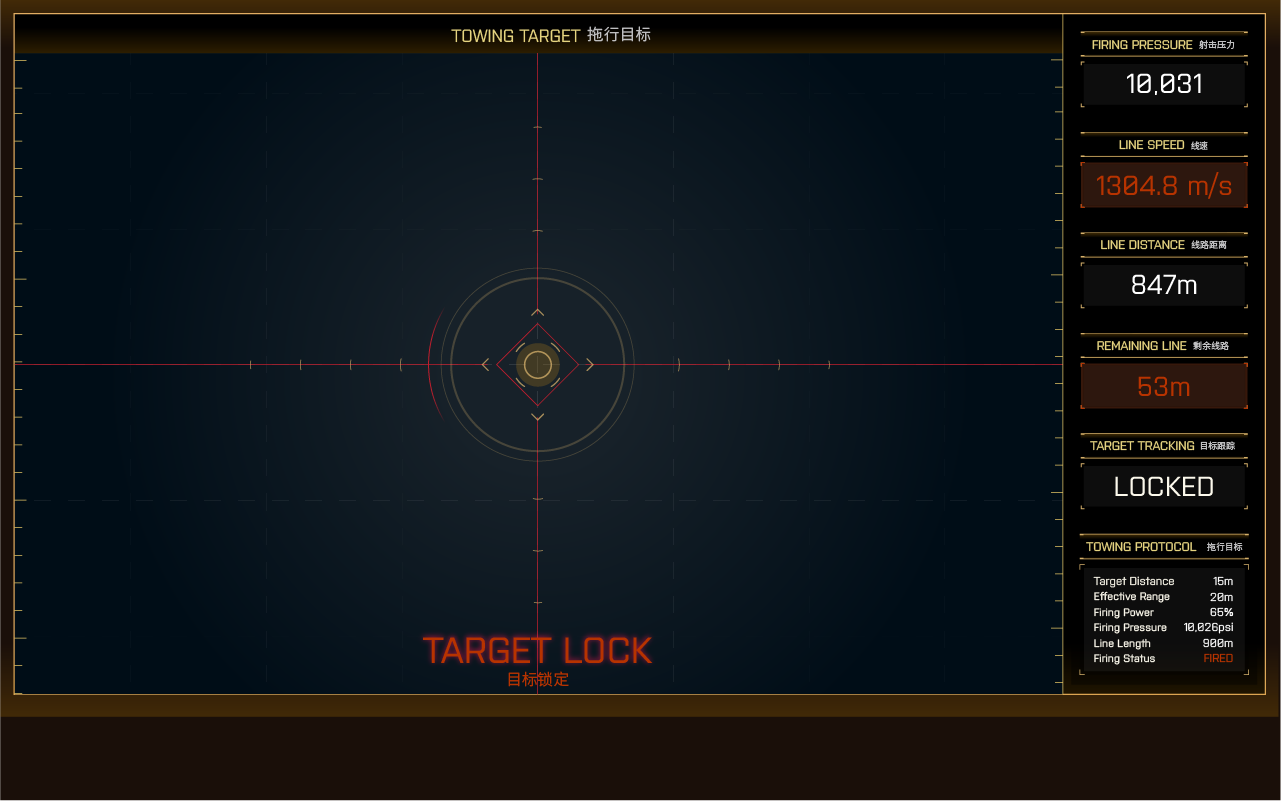 TOWING TARGET 拖行目标
FIRING PRESSURE 射击压力
10,031
LINE SPEED 线速
1304.8 m/s
LINE DISTANCE 线路距离
847m
REMAINING LINE 剩余线路
53m
TARGET TRACKING 目标跟踪
LOCKED
TOWING PROTOCOL 拖行目标
Target Distance 15m
Effective Range 20m
Firing Power 65%
Firing Pressure 10,026psi
Line Length 900m
Firing Status FIRED
TARGET LOCK
目标锁定